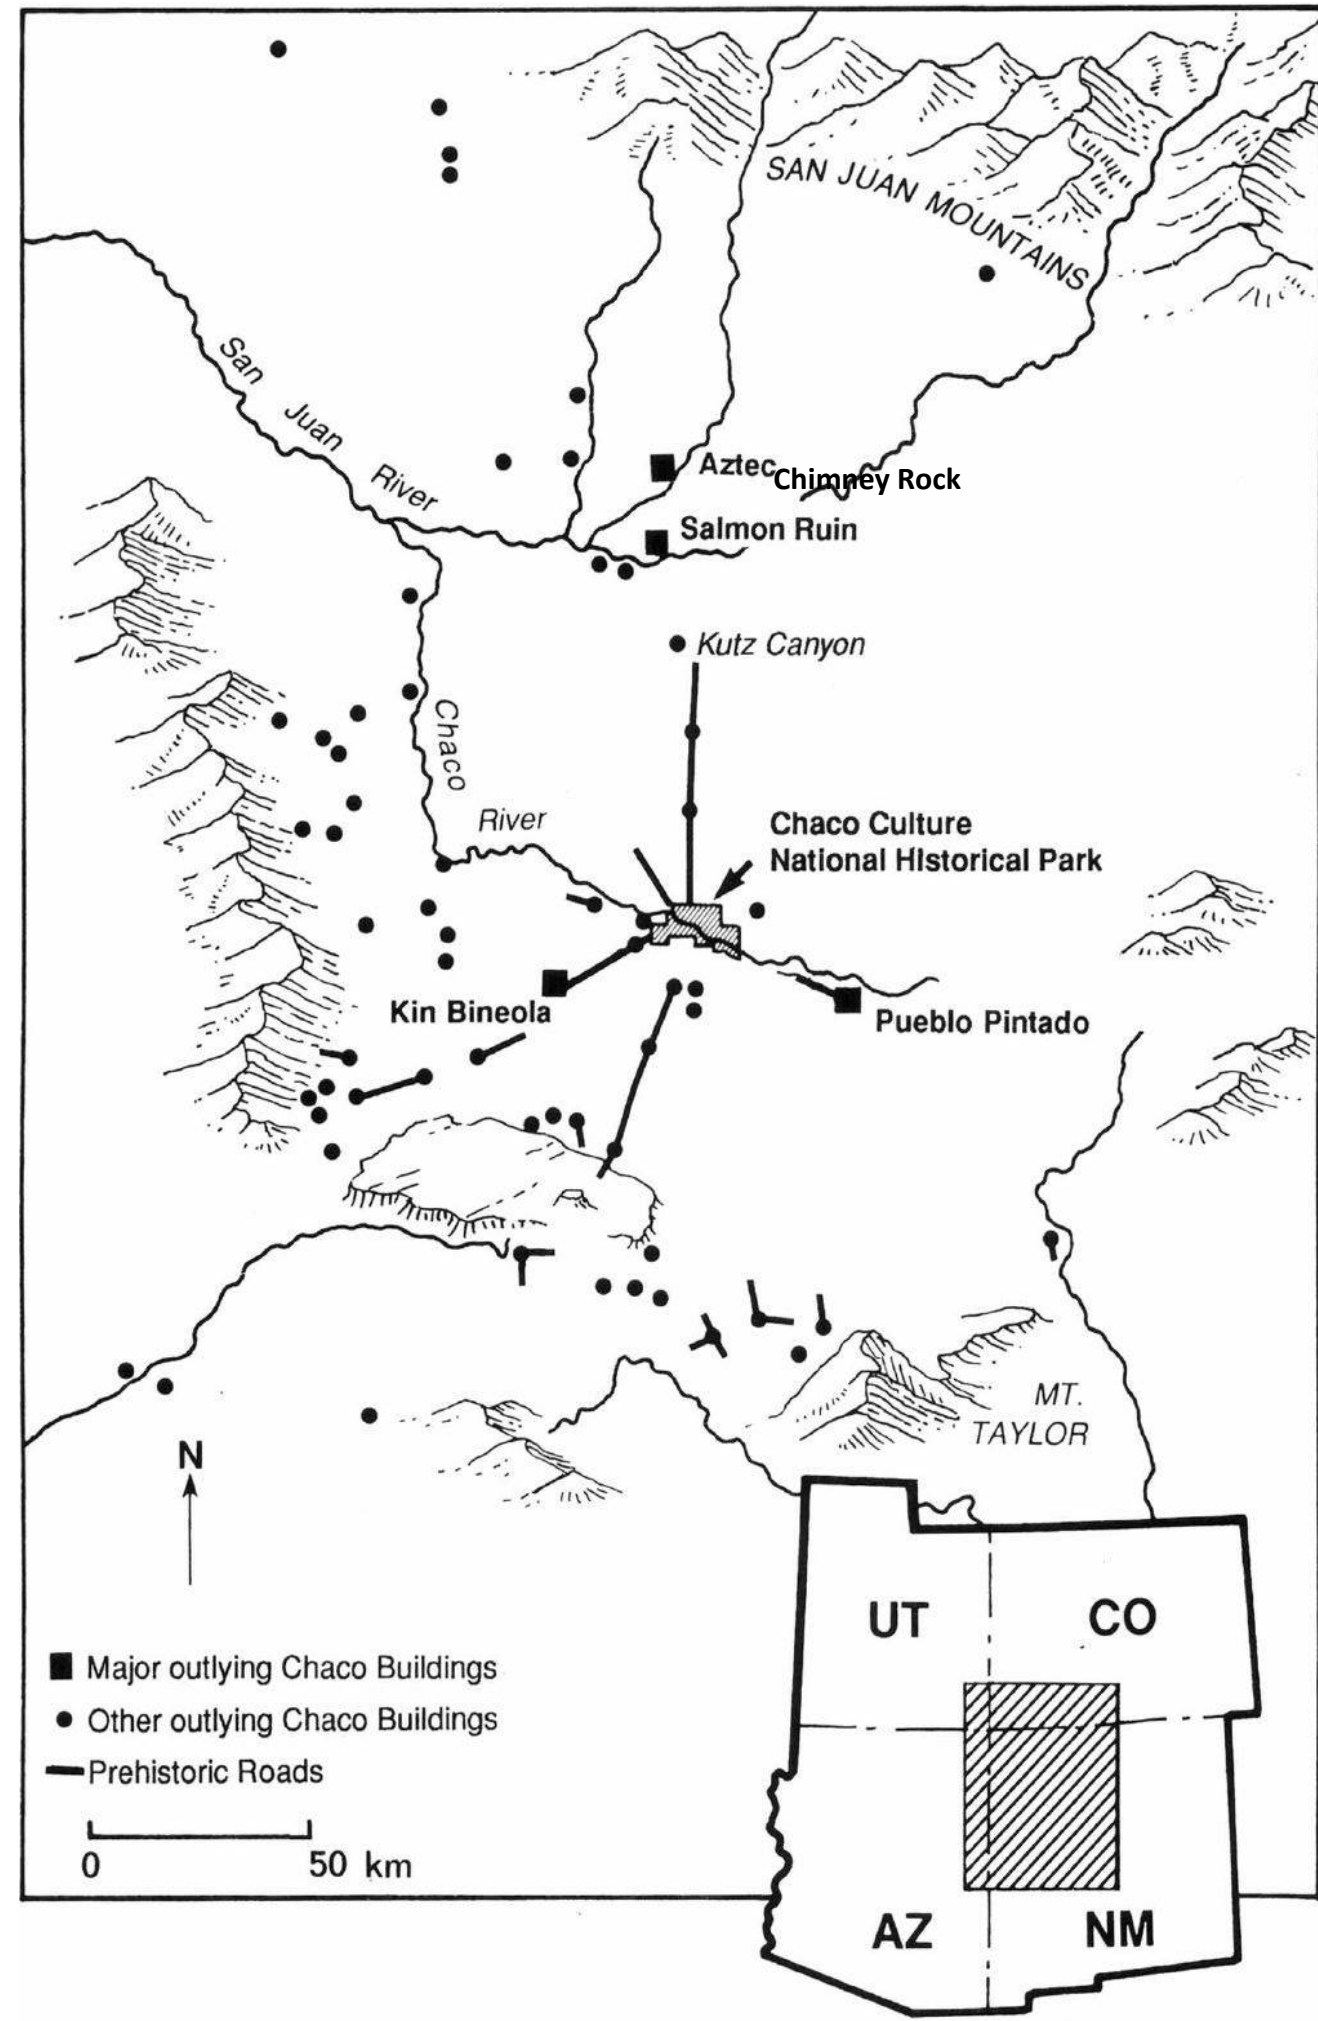 SAN JUAN MOUNTAINS
San
Juan
River
Aztec
Chimney Rock
Salmon Ruin
Kutz Canyon
Chaco
River
Chaco Culture
National HIstorical Park
Kin Bineola
Pueblo Pintado
MT.
TAYLOR
N
UT
CO
Major outlying Chaco Buildings
Other outlying Chaco Buildings
Prehistoric Roads
0 50 km
AZ
NM